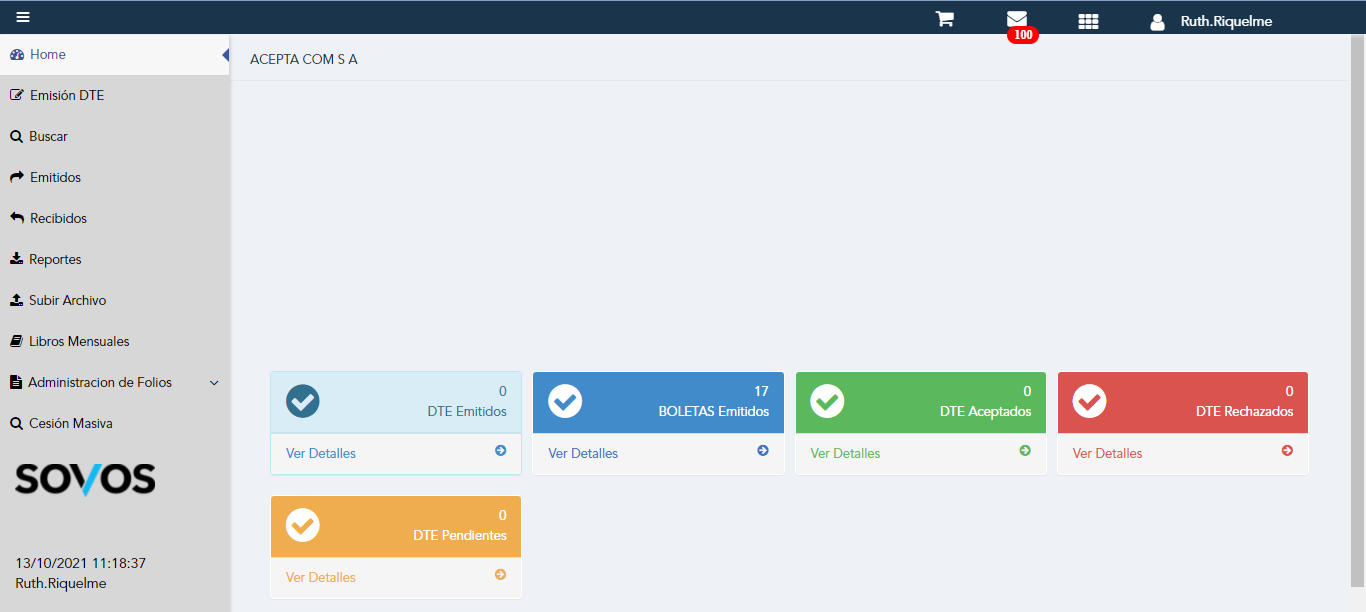 Ruth.Riquelme
100
Home
ACEPTA COM S A
Emisión DTE
Buscar
Emitidos
Recibidos
Reportes
Subir Archivo
Libros Mensuales
Administracion de Folios
Cesión Masiva
SOVOS
13/10/2021 11:18:37
Ruth.Riquelme
0
DTE Emitidos
Ver Detalles
17
BOLETAS Emitidos
Ver Detalles
0
DTE Aceptados
Ver Detalles
0
DTE Rechazados
Ver Detalles
0
DTE Pendientes
Ver Detalles